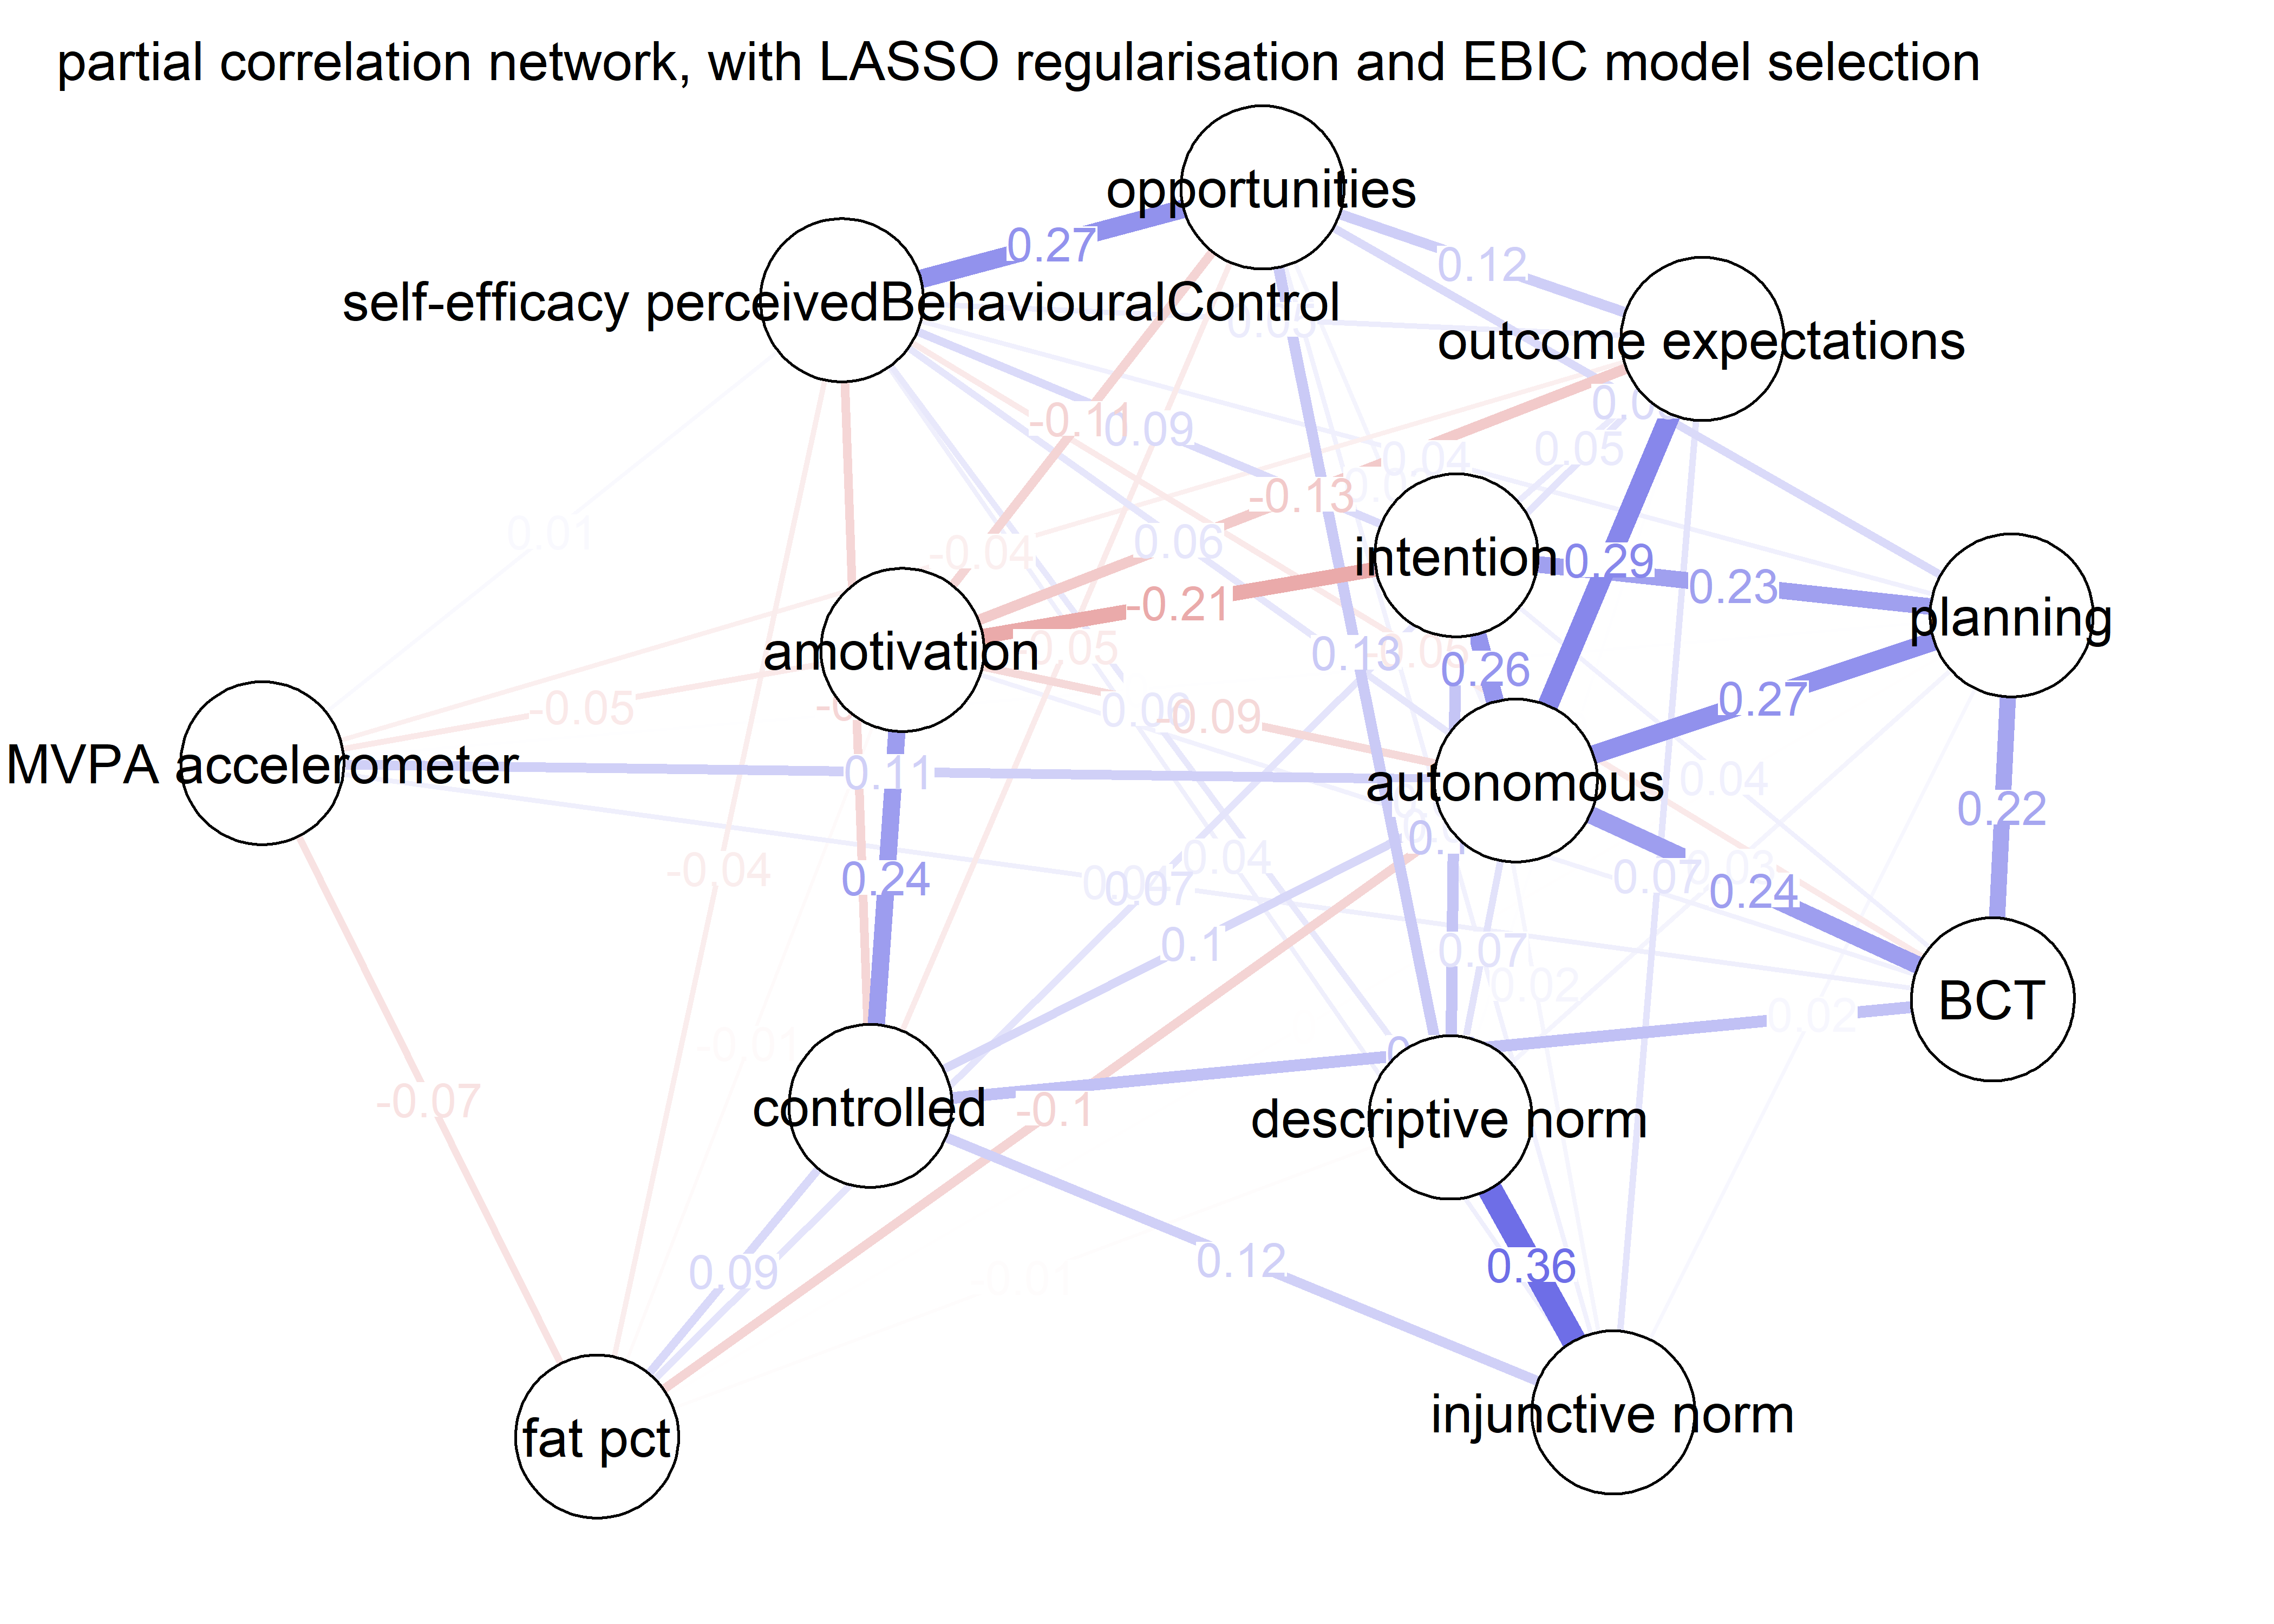 partial correlation network, with LASSO regularisation and EBIC model selection
opportunities
0.27
0.12
self-efficacy perceivedBehaviouralControl
0.05
outcome expectations
-0.11
0.09
0.05
0.04
-0.13
0.01
0.06
-0.04
intention
0.29
0.23
-0.21
planning
amotivation
0.13
0.26
-0.05
0.27
-0.09
MVPA accelerometer
0.11
autonomous
0.04
0.22
-0.04
0.24
0.04
0.07
0.07
0.03
0.24
0.1
0.07
BCT
0.02
0.02
-0.01
-0.07
controlled
-0.1
descriptive norm
0.09
0.12
0.36
-0.01
injunctive norm
fat pct